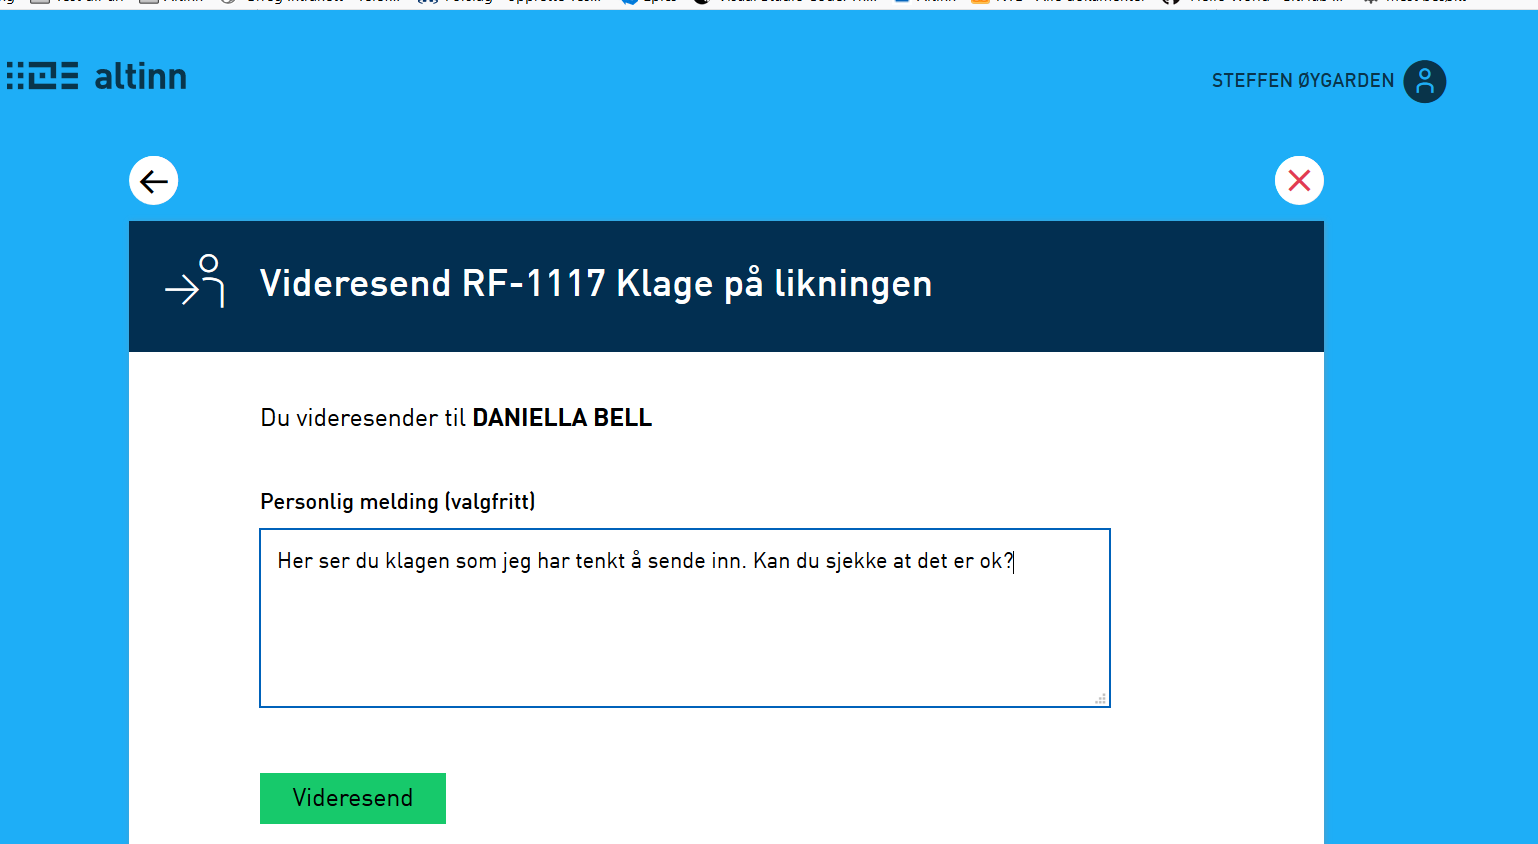 altinn
STEFFEN ØYGARDEN
Videresend RF-1117 Klage på likningen
Du videresender til DANIELLA BELL
Personlig melding (valgfritt)
Her ser du klagen som jeg har tenkt å sende inn. Kan du sjekke at det er ok?
Videresend